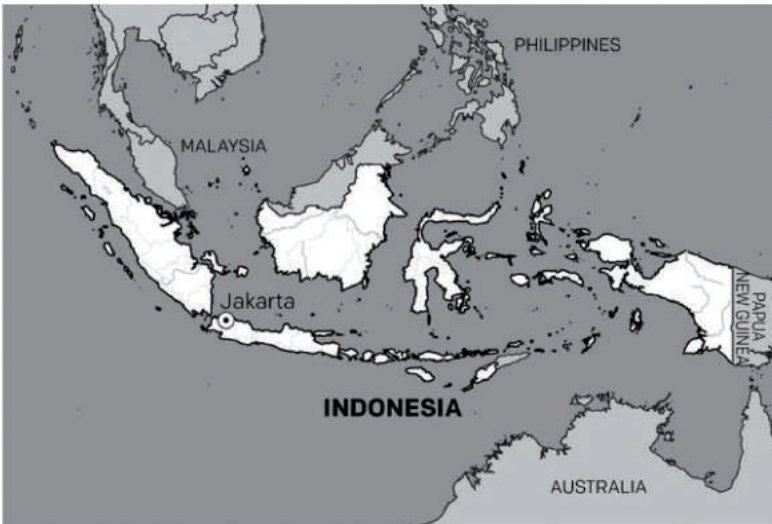 PHILIPPINES
MALAYSIA
Jakarta
PAPUA
NEW GUINEA
INDONESIA
AUSTRALIA